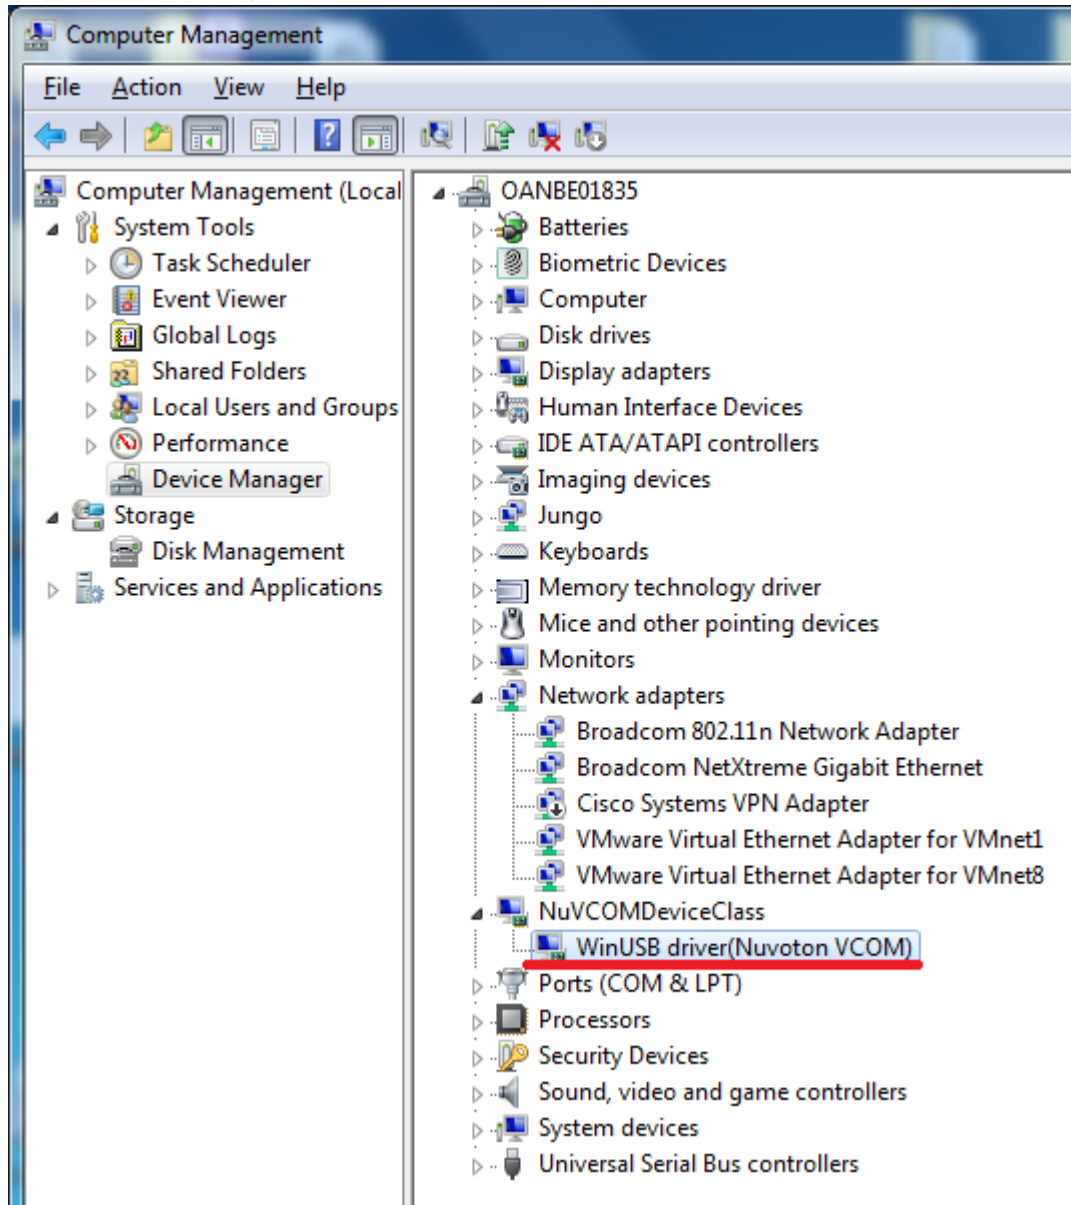 Computer Management
File Action View Help
Computer Management (Local
System Tools
Task Scheduler
Event Viewer
Global Logs
Shared Folders
Local Users and Groups
Performance
Device Manager
Storage
Disk Management
Services and Applications
OANBE01835
Batteries
Biometric Devices
Computer
Disk drives
Display adapters
Human Interface Devices
IDE ATA/ATAPI controllers
Imaging devices
Jungo
Keyboards
Memory technology driver
Mice and other pointing devices
Monitors
Network adapters
Broadcom 802.11n Network Adapter
Broadcom NetXtreme Gigabit Ethernet
Cisco Systems VPN Adapter
VMware Virtual Ethernet Adapter for VMnet1
VMware Virtual Ethernet Adapter for VMnet8
NuVCOMDeviceClass
WinUSB driver(Nuvoton VCOM)
Ports (COM & LPT)
Processors
Security Devices
Sound, video and game controllers
System devices
Universal Serial Bus controllers